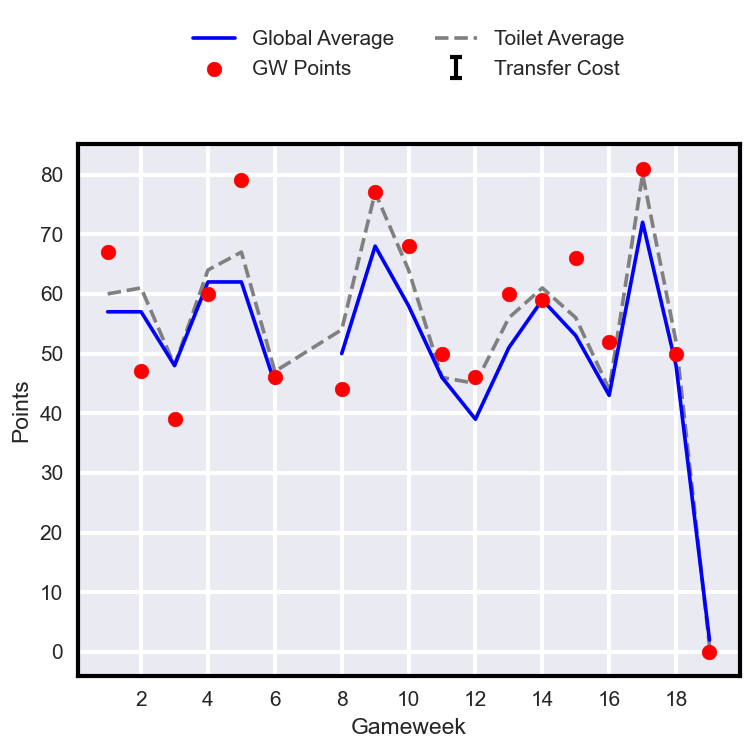 Global Average
GW Points
Toilet Average
Transfer Cost
80
70
60
50
40
30
20
10
0
Points
2 4 6 8 10 12 14 16 18
Gameweek